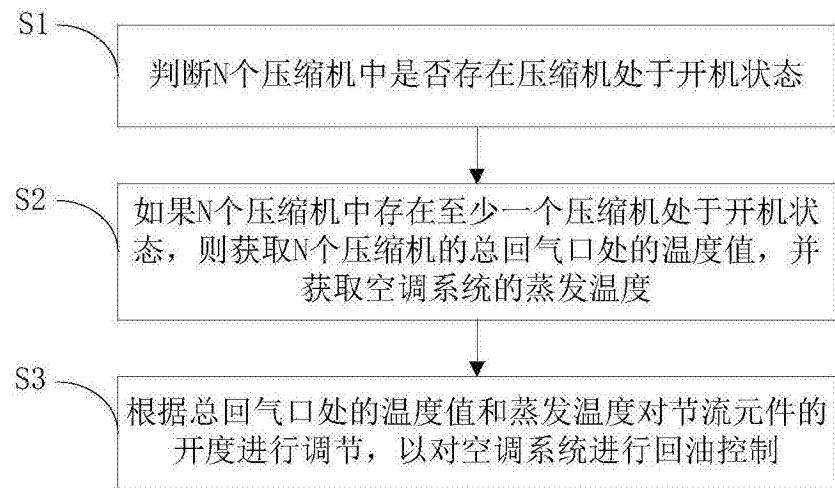 S1
判断N个压缩机中是否存在压缩机处于开机状态
S2
如果N个压缩机中存在至少一个压缩机处于开机状
态，则获取N个压缩机的总回气口处的温度值，并
获取空调系统的蒸发温度
S3
根据总回气口处的温度值和蒸发温度对节流元件的
开度进行调节，以对空调系统进行回油控制